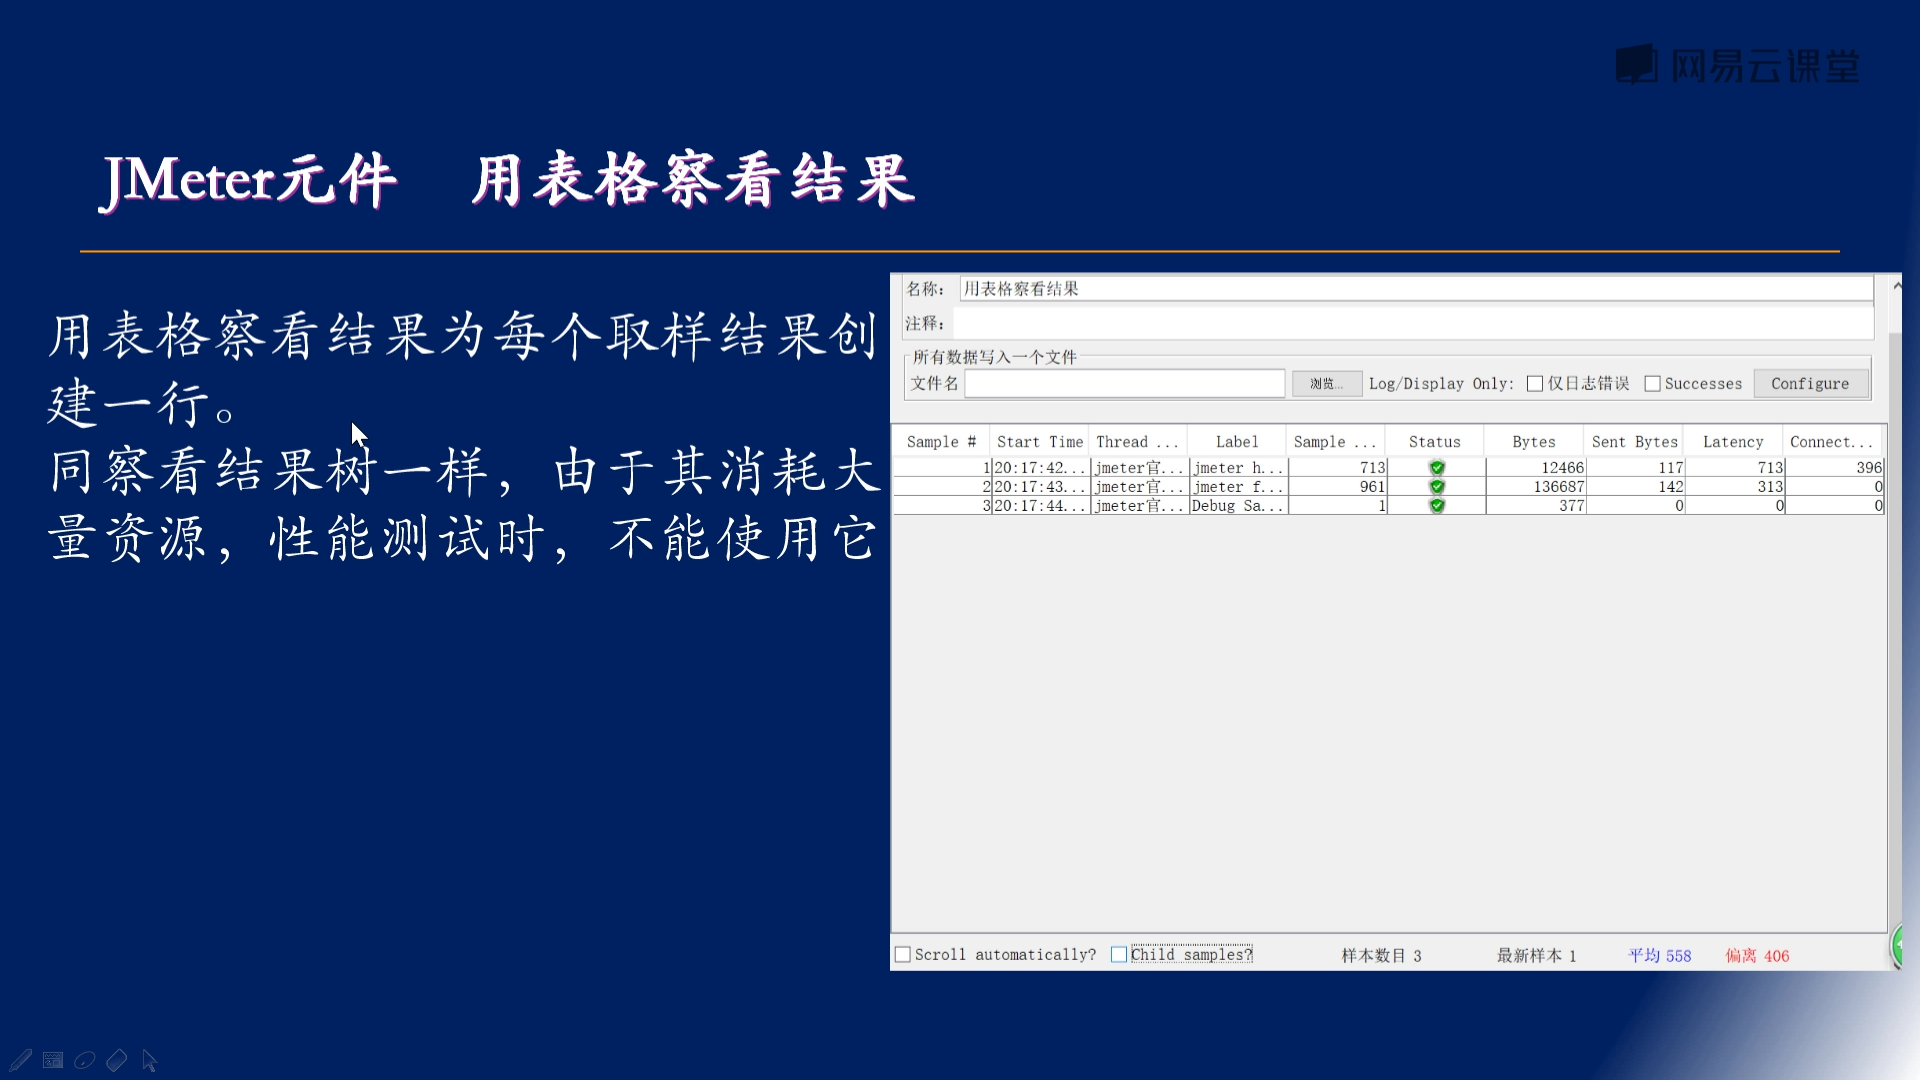 网易云课堂
JMeter元件 用表格察看结果
用表格察看结果为每个取样结果创
建一行。
同察看结果树一样，由于其消耗大
量资源，性能测试时，不能使用它
名称： 用表格察看结果
注释：
所有数据写入一个文件
文件名 浏览... Log/Display Only: 仅日志错误 Successes Configure
Sample # Start Time Thread ... Label Sample ... Status Bytes Sent Bytes Latency Connect...
1 20:17:42... jmeter官... jmeter h... 713 12466 117 713 396
2 20:17:43... jmeter官... jmeter f... 961 136687 142 313 0
3 20:17:44... jmeter官... Debug Sa... 1 377 0 0 0
Scroll automatically? Child samples? 样本数目 3 最新样本 1 平均 558 偏离 406